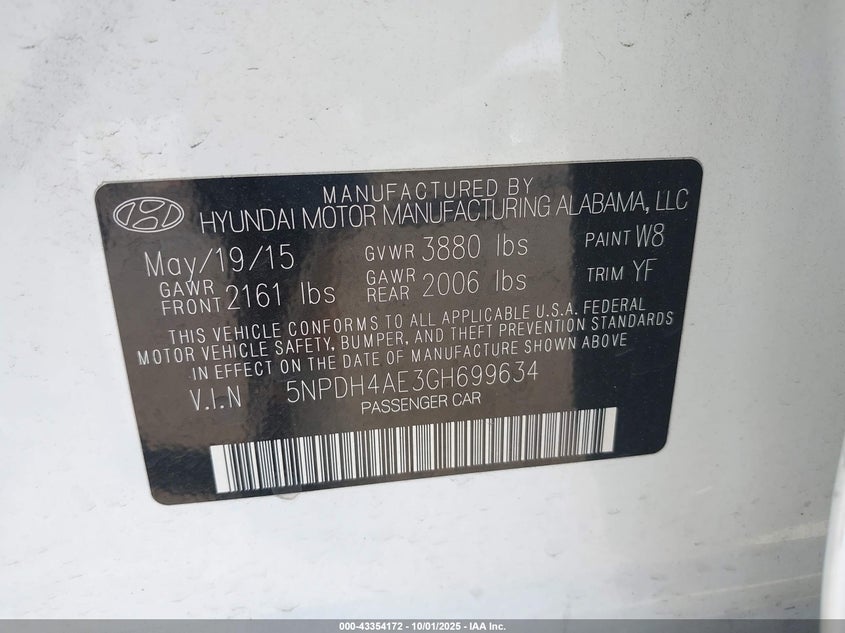 MANUFACTURED BY
HYUNDAI MOTOR MANUFACTURING ALABAMA, LLC
May/19/15 GVWR 3880 lbs PAINT W8
GAWR FRONT 2161 lbs GAWR REAR 2006 lbs TRIM YF
THIS VEHICLE CONFORMS TO ALL APPLICABLE U.S.A. FEDERAL
MOTOR VEHICLE SAFETY, BUMPER, AND THEFT PREVENTION STANDARDS
IN EFFECT ON THE DATE OF MANUFACTURE SHOWN ABOVE
V.I.N 5NPDH4AE3GH699634
PASSENGER CAR
000-43354172 - 10/01/2025 - IAA Inc.